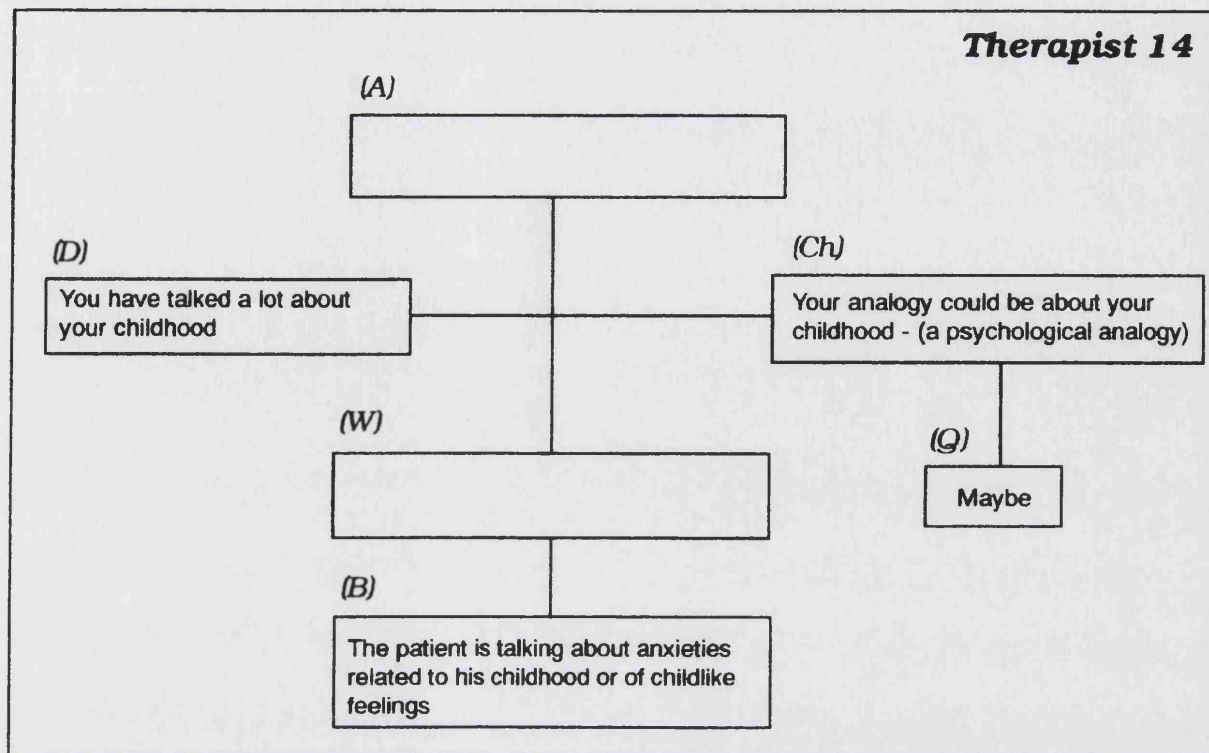 Therapist 14
(A)
(D)
You have talked a lot about
your childhood
(Ch)
Your analogy could be about your
childhood - (a psychological analogy)
(W)
(Q)
Maybe
(B)
The patient is talking about anxieties
related to his childhood or of childlike
feelings